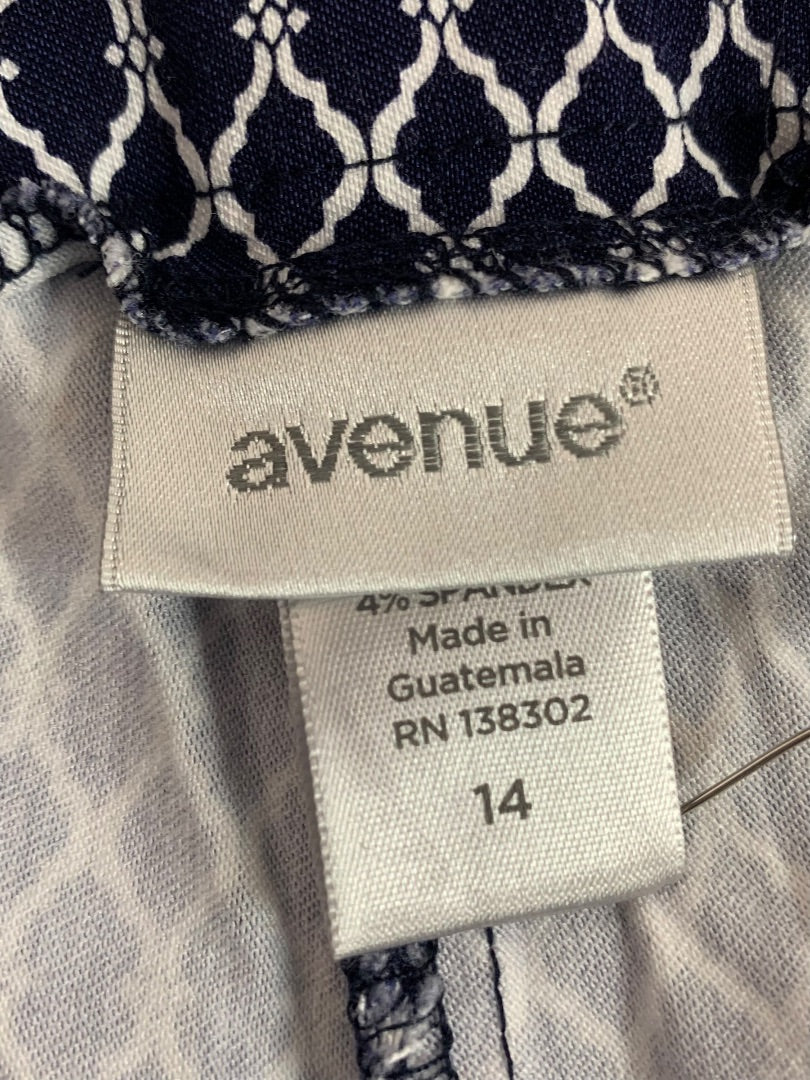 avenue®
4% SPANDEX
Made in
Guatemala
RN 138302
14